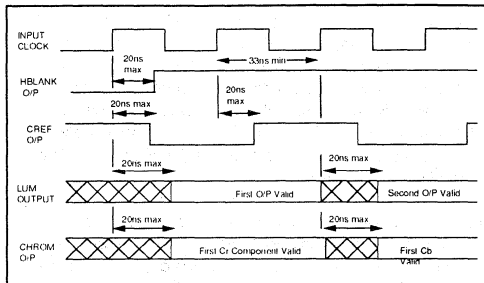 INPUT
CLOCK
20ns
max
33ns min
HBLANK
O/P
20ns max
20ns
max
CREF
O/P
20ns max
20ns max
LUM
OUTPUT
First O/P Valid
Second O/P Valid
20ns max
20ns max
CHROM
O/P
First Cr Component Valid
First Cb
Valid